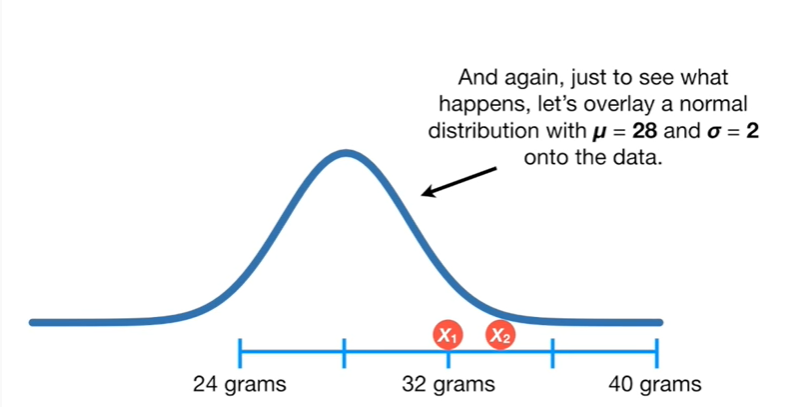 And again, just to see what
happens, let’s overlay a normal
distribution with μ = 28 and σ = 2
onto the data.
X₁ X₂
24 grams 32 grams 40 grams